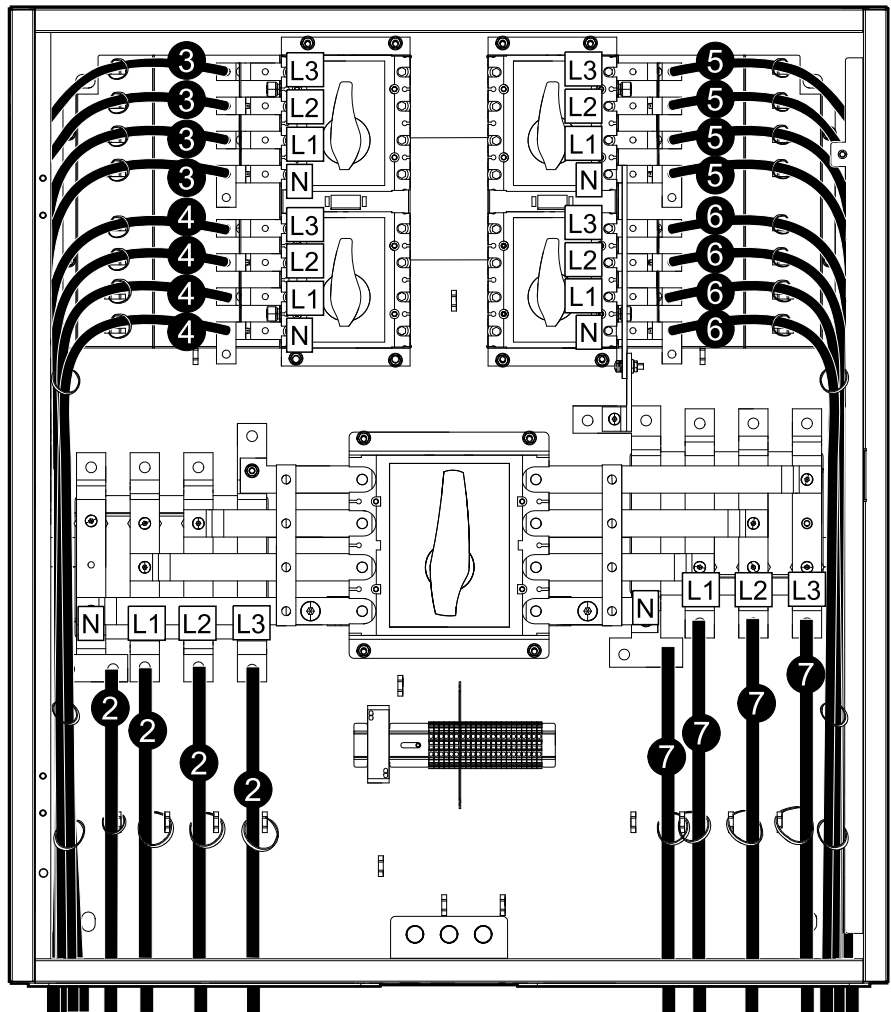 3 L3 L3 5
3 L2 L2 5
3 L1 L1 5
3 N N 5
4 L3 L3 6
4 L2 L2 6
4 L1 L1 6
4 N N 6
N L1 L2 L3
N L1 L2 L3
2 2 2 2
7 7 7 7